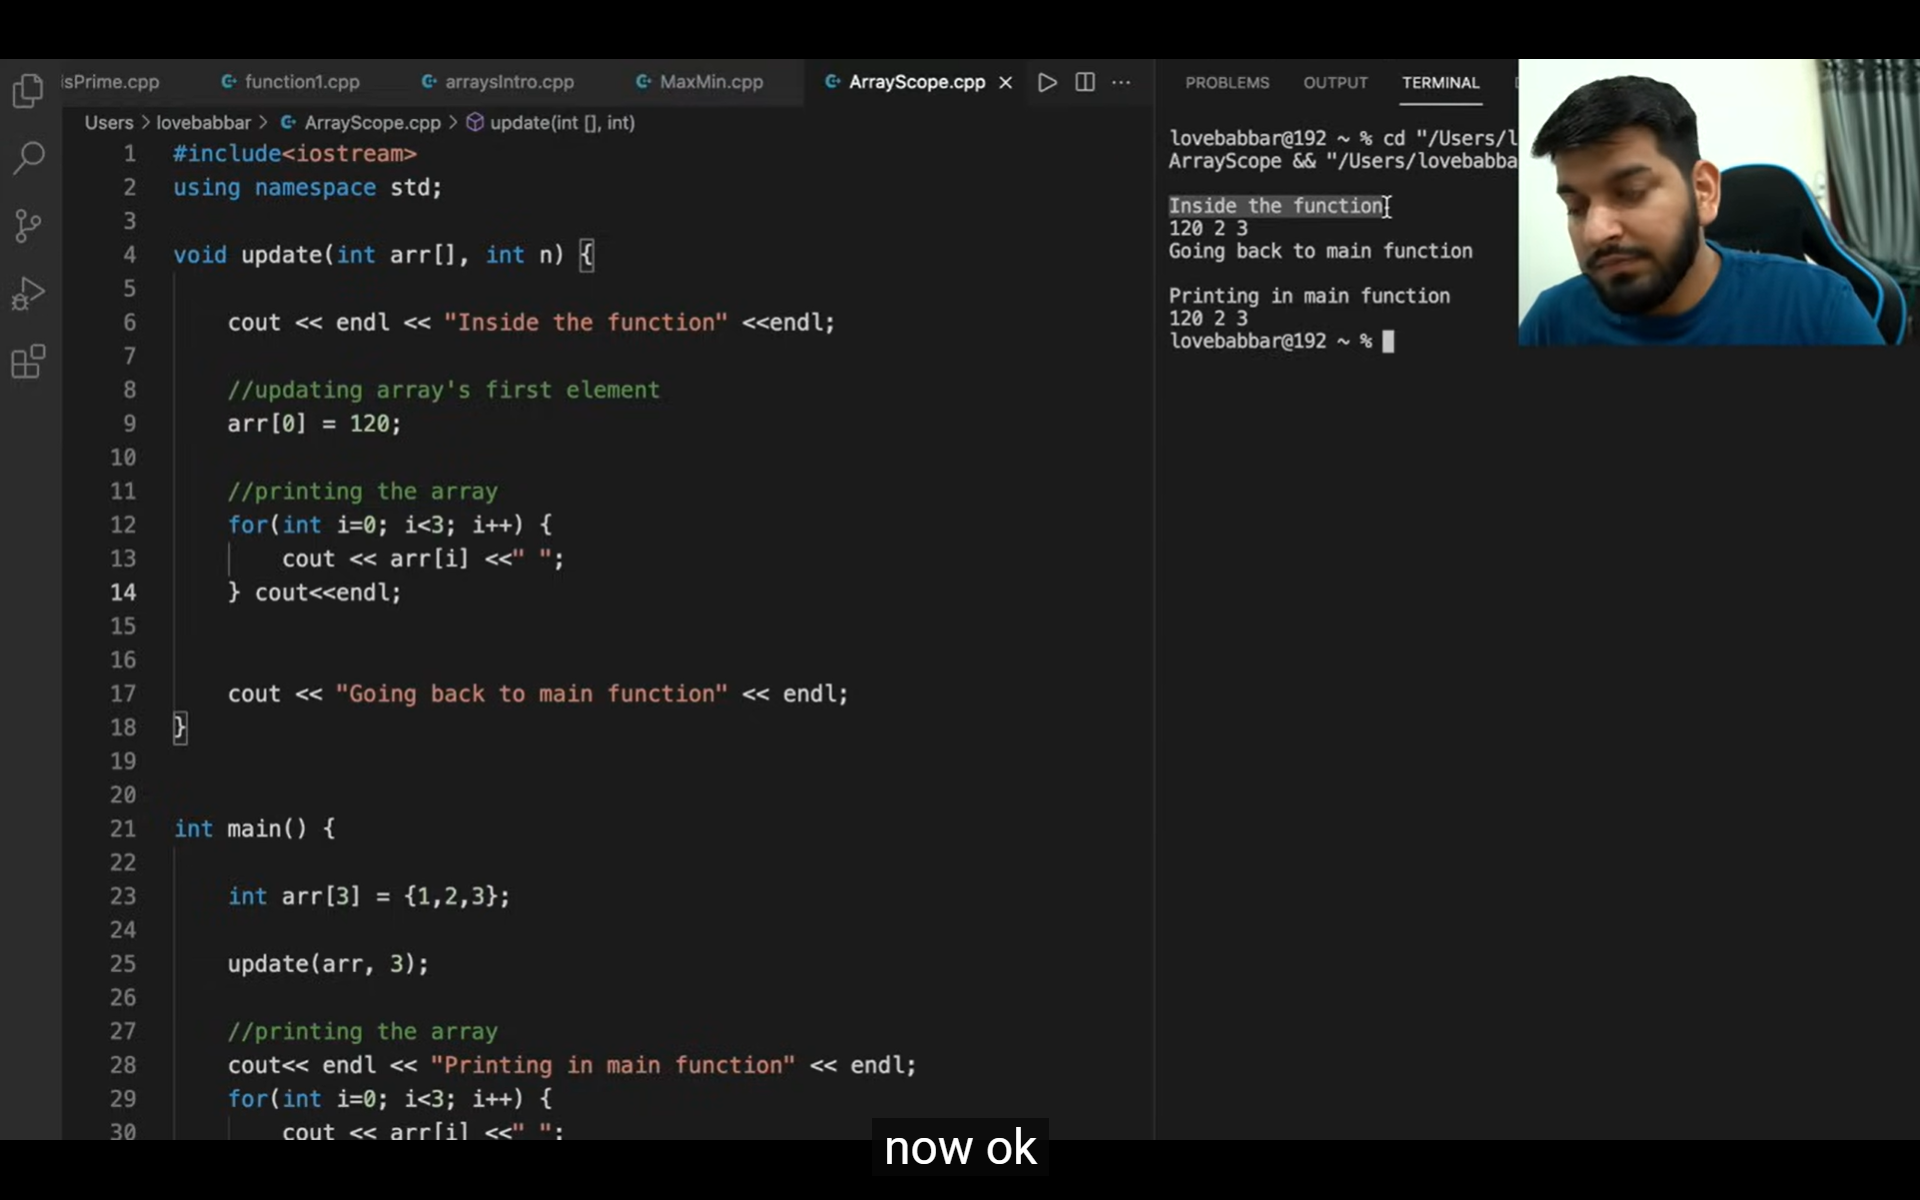 isPrime.cpp function1.cpp arraysIntro.cpp MaxMin.cpp ArrayScope.cpp
Users > lovebabbar > ArrayScope.cpp > update(int [], int)
1 #include<iostream>
2 using namespace std;
3
4 void update(int arr[], int n) {
5
6 cout << endl << "Inside the function" <<endl;
7
8 //updating array's first element
9 arr[0] = 120;
10
11 //printing the array
12 for(int i=0; i<3; i++) {
13 cout << arr[i] <<" ";
14 } cout<<endl;
15
16
17 cout << "Going back to main function" << endl;
18 }
19
20
21 int main() {
22
23 int arr[3] = {1,2,3};
24
25 update(arr, 3);
26
27 //printing the array
28 cout<< endl << "Printing in main function" << endl;
29 for(int i=0; i<3; i++) {
30 cout << arr[i] <<" ";
PROBLEMS OUTPUT TERMINAL
lovebabbar@192 ~ % cd "/Users/l
ArrayScope && "/Users/lovebabba
Inside the function
120 2 3
Going back to main function
Printing in main function
120 2 3
lovebabbar@192 ~ %
now ok